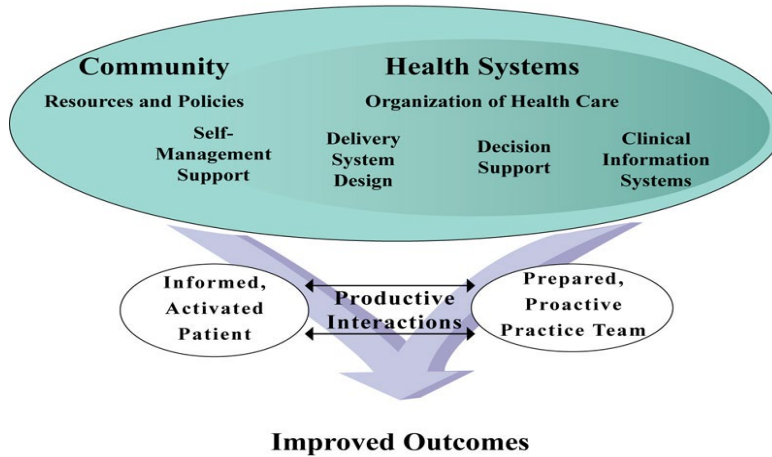 Community
Health Systems
Resources and Policies
Organization of Health Care
Self-
Management
Support
Delivery
System
Design
Decision
Support
Clinical
Information
Systems
Informed,
Activated
Patient
Productive
Interactions
Prepared,
Proactive
Practice Team
Improved Outcomes